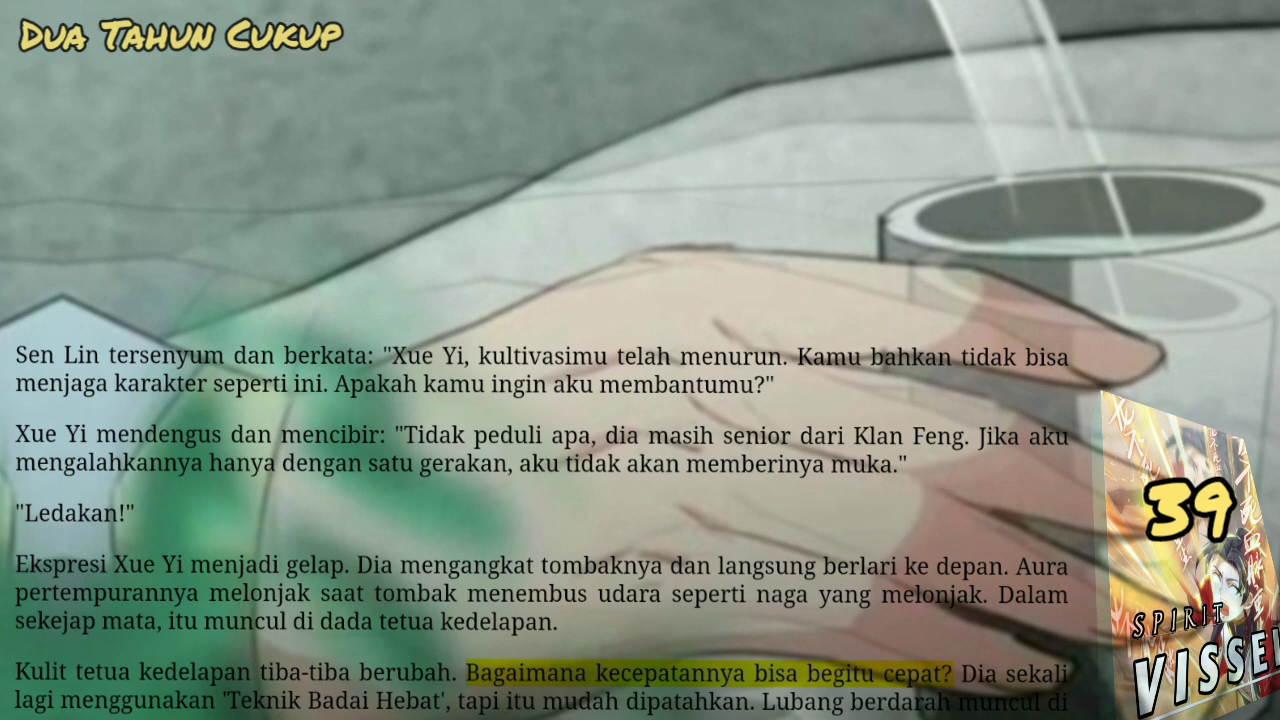 Dua Tahun Cukup
Sen Lin tersenyum dan berkata: "Xue Yi, kultivasimu telah menurun. Kamu bahkan tidak bisa
menjaga karakter seperti ini. Apakah kamu ingin aku membantumu?"
Xue Yi mendengus dan mencibir: "Tidak peduli apa, dia masih senior dari Klan Feng. Jika aku
mengalahkannya hanya dengan satu gerakan, aku tidak akan memberinya muka."
"Ledakan!"
Ekspresi Xue Yi menjadi gelap. Dia mengangkat tombaknya dan langsung berlari ke depan. Aura
pertempurannya melonjak saat tombak menembus udara seperti naga yang melonjak. Dalam
sekejap mata, itu muncul di dada tetua kedelapan.
Kulit tetua kedelapan tiba-tiba berubah. Bagaimana kecepatannya bisa begitu cepat? Dia sekali
lagi menggunakan 'Teknik Badai Hebat', tapi itu mudah dipatahkan. Lubang berdarah muncul di
39
SPIRIT
VISSEL